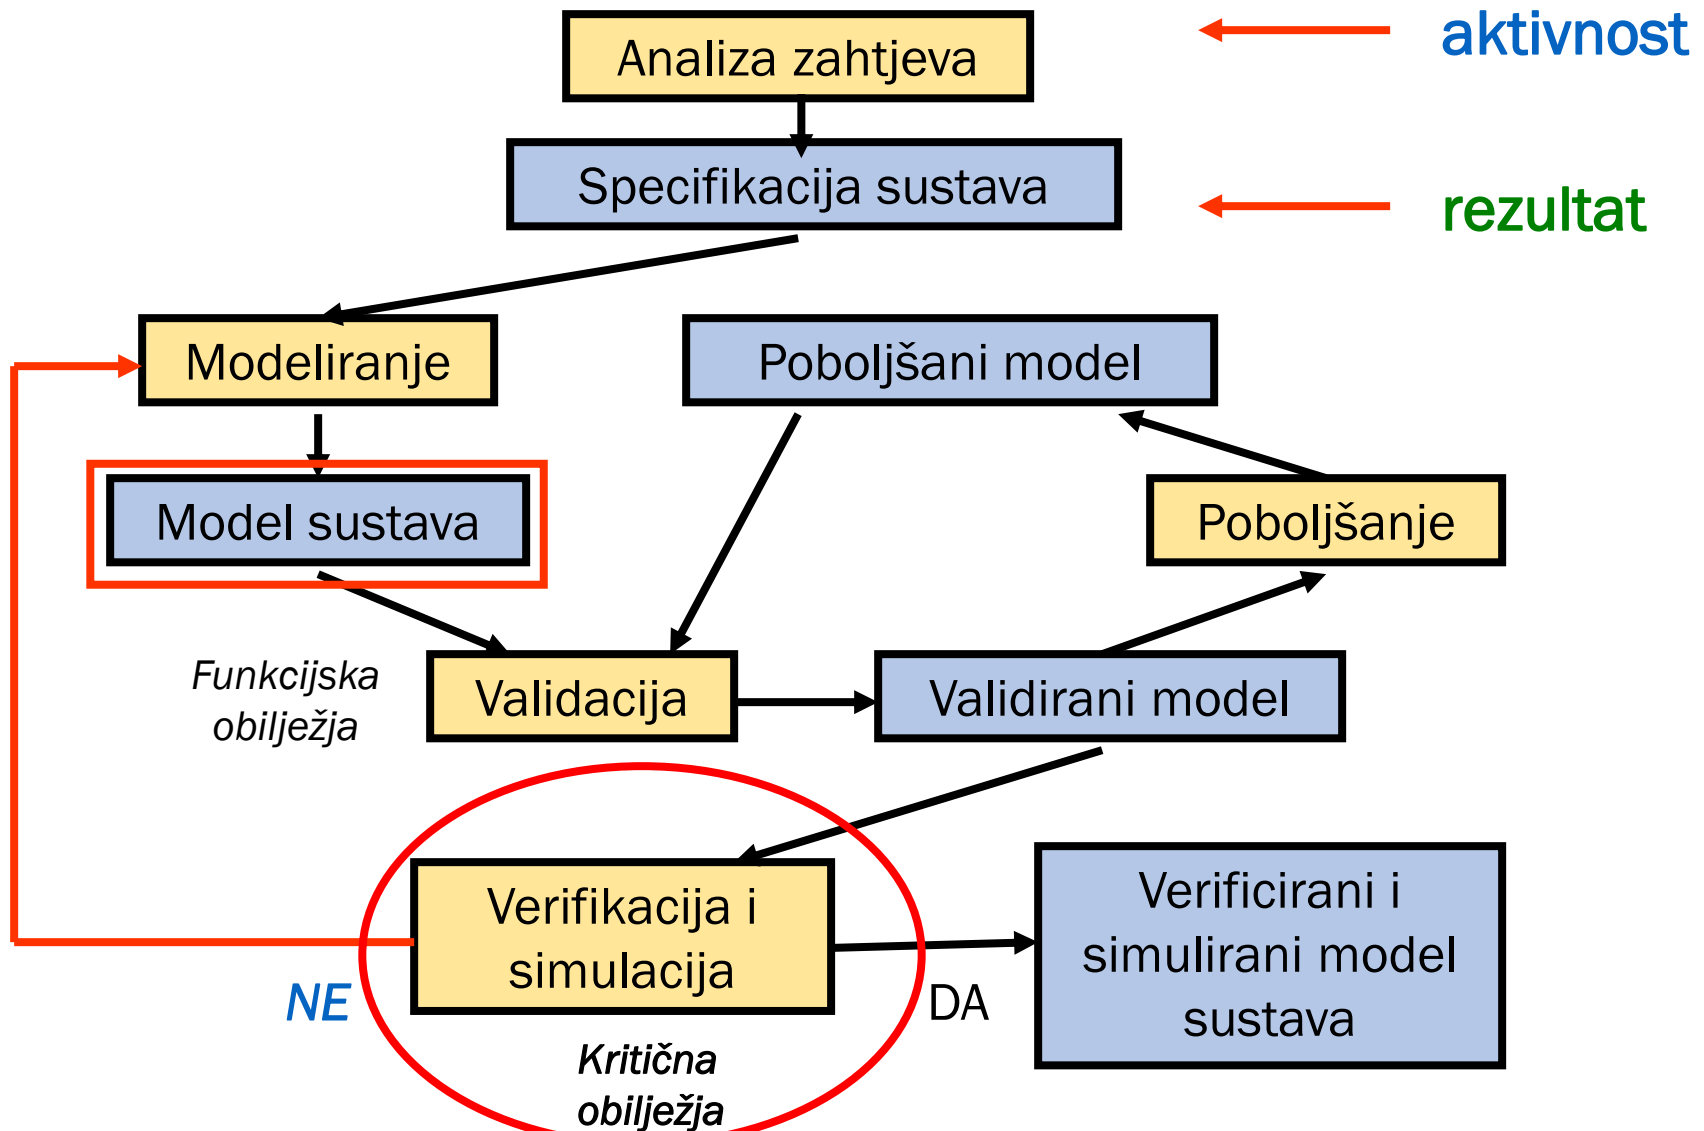 Analiza zahtjeva
aktivnost
Specifikacija sustava
rezultat
Modeliranje
Poboljšani model
Model sustava
Poboljšanje
Funkcijska
obilježja
Validacija
Validirani model
Verifikacija i
simulacija
Verificirani i
simulirani model
sustava
NE
DA
Kritična
obilježja